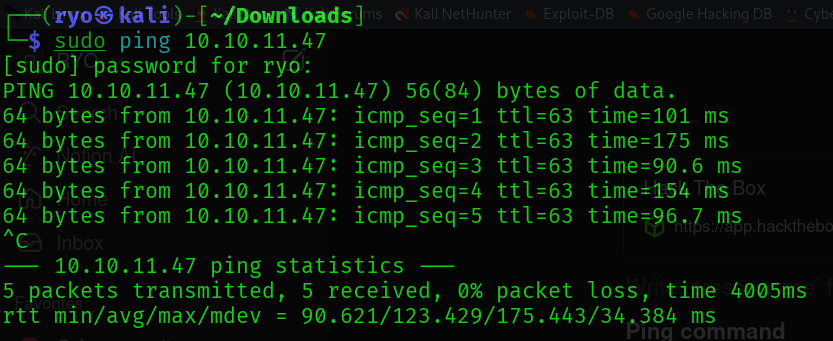 Kali NetHunter Exploit-DB Google Hacking DB
┌──(ryo㉿kali)-[~/Downloads]
└─$ sudo ping 10.10.11.47
[sudo] password for ryo:
PING 10.10.11.47 (10.10.11.47) 56(84) bytes of data.
64 bytes from 10.10.11.47: icmp_seq=1 ttl=63 time=101 ms
64 bytes from 10.10.11.47: icmp_seq=2 ttl=63 time=175 ms
64 bytes from 10.10.11.47: icmp_seq=3 ttl=63 time=90.6 ms
64 bytes from 10.10.11.47: icmp_seq=4 ttl=63 time=154 ms
64 bytes from 10.10.11.47: icmp_seq=5 ttl=63 time=96.7 ms
^C
--- 10.10.11.47 ping statistics ---
5 packets transmitted, 5 received, 0% packet loss, time 4005ms
rtt min/avg/max/mdev = 90.621/123.429/175.443/34.384 ms
Home
Inbox
The Box
Ping command